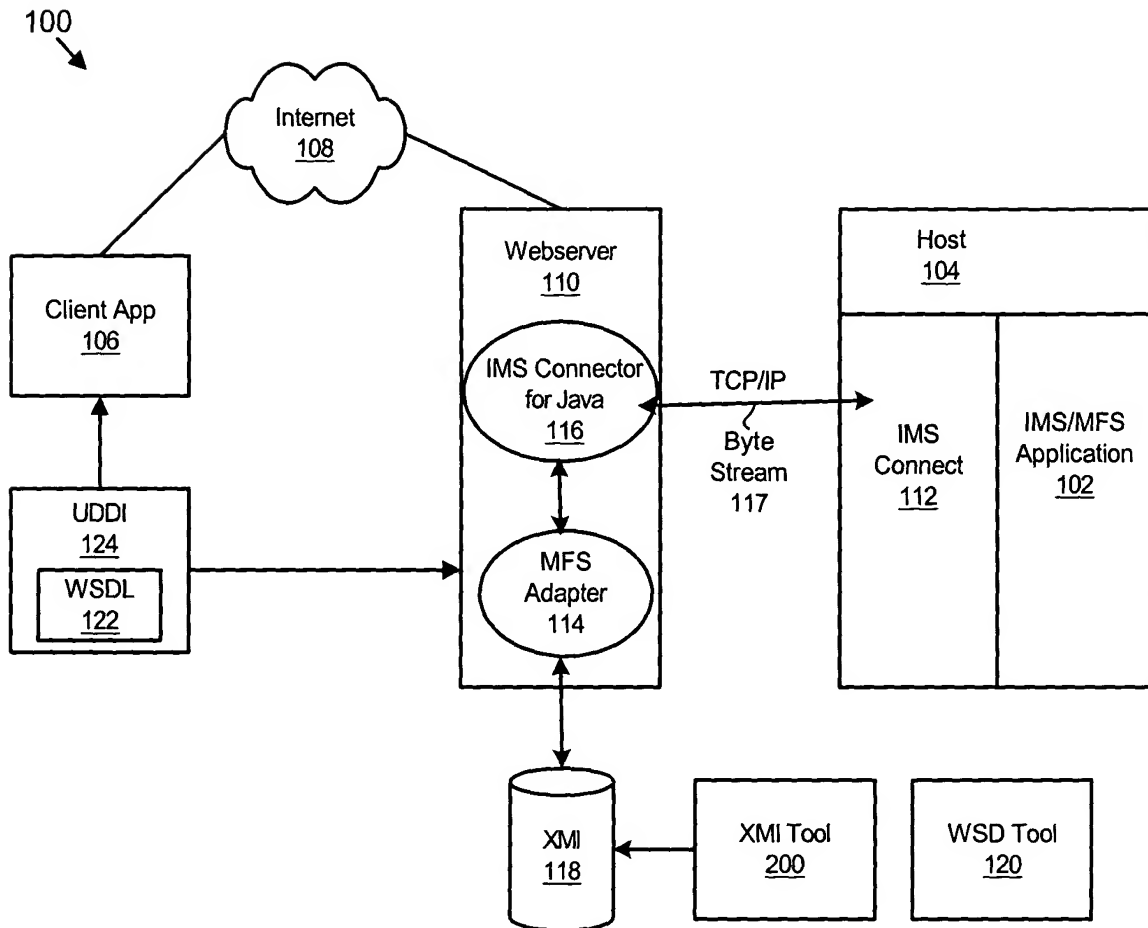 100
Internet
108
Webserver
110
Host
104
Client App
106
IMS Connector
for Java
116
TCP/IP
Byte
Stream
117
IMS
Connect
112
IMS/MFS
Application
102
UDDI
124
WSDL
122
MFS
Adapter
114
XMI
118
XMI Tool
200
WSD Tool
120